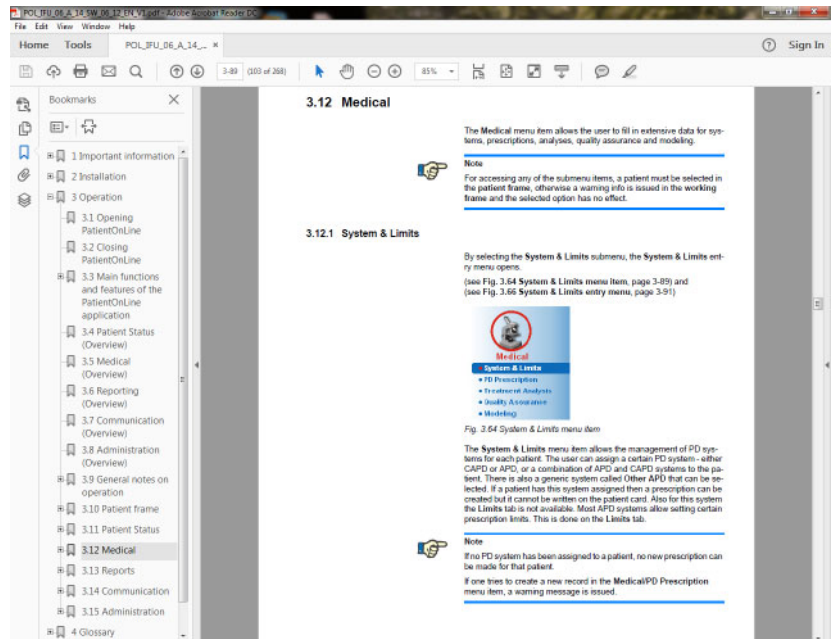 POL_IFU_06_A_14_SW_06_12_EN_V1.pdf - Adobe Acrobat Reader DC
File Edit View Window Help
Home Tools POL_IFU_06_A_14_... × Sign In
3-89 (103 of 268) 85%
Bookmarks
1 Important information
2 Installation
3 Operation
3.1 Opening
PatientOnLine
3.2 Closing
PatientOnLine
3.3 Main functions
and features of the
PatientOnLine
application
3.4 Patient Status
(Overview)
3.5 Medical
(Overview)
3.6 Reporting
(Overview)
3.7 Communication
(Overview)
3.8 Administration
(Overview)
3.9 General notes on
operation
3.10 Patient frame
3.11 Patient Status
3.12 Medical
3.13 Reports
3.14 Communication
3.15 Administration
4 Glossary
3.12 Medical
The Medical menu item allows the user to fill in extensive data for sys-
tems, prescriptions, analyses, quality assurance and modeling.
Note
For accessing any of the submenu items, a patient must be selected in
the patient frame, otherwise a warning info is issued in the working
frame and the selected option has no effect.
3.12.1 System & Limits
By selecting the System & Limits submenu, the System & Limits ent-
ry menu opens.
(see Fig. 3.64 System & Limits menu item, page 3-89) and
(see Fig. 3.66 System & Limits entry menu, page 3-91)
Medical
System & Limits
• PD Prescription
• Treatment Analysis
• Quality Assurance
• Modeling
Fig. 3.64 System & Limits menu item
The System & Limits menu item allows the management of PD sys-
tems for each patient. The user can assign a certain PD system - either
CAPD or APD, or a combination of APD and CAPD systems to the pa-
tient. There is also a generic system called Other APD that can be se-
lected. If a patient has this system assigned then a prescription can be
created but it cannot be written on the patient card. Also for this system
the Limits tab is not available. Most APD systems allow setting certain
prescription limits. This is done on the Limits tab.
Note
If no PD system has been assigned to a patient, no new prescription can
be made for that patient.
If one tries to create a new record in the Medical/PD Prescription
menu item, a warning message is issued.